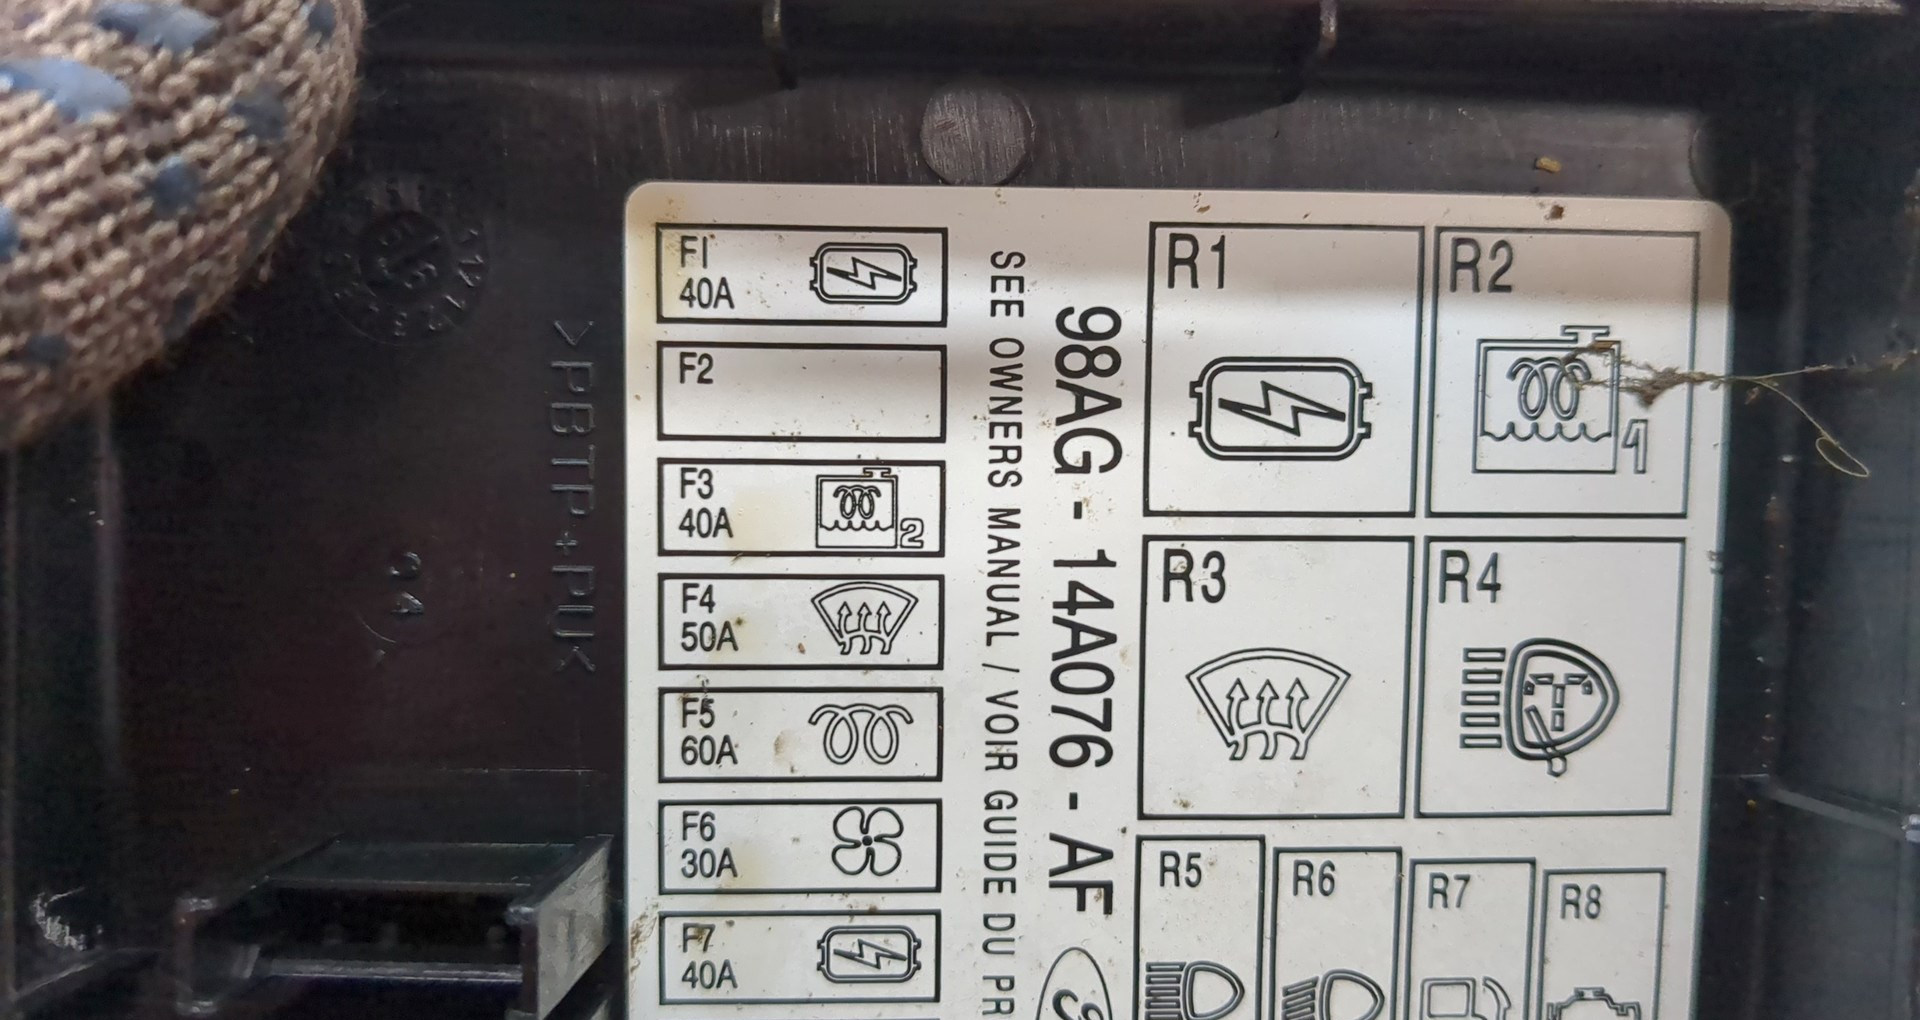 F1
40A
F2
F3
40A
2
F4
50A
F5
60A
F6
30A
F7
40A
SEE OWNERS MANUAL / VOIR GUIDE DU PR
98AG - 14A076 - AF
R1
R2
1
R3
R4
R5
R6
R7
R8
>PBTP+PUK